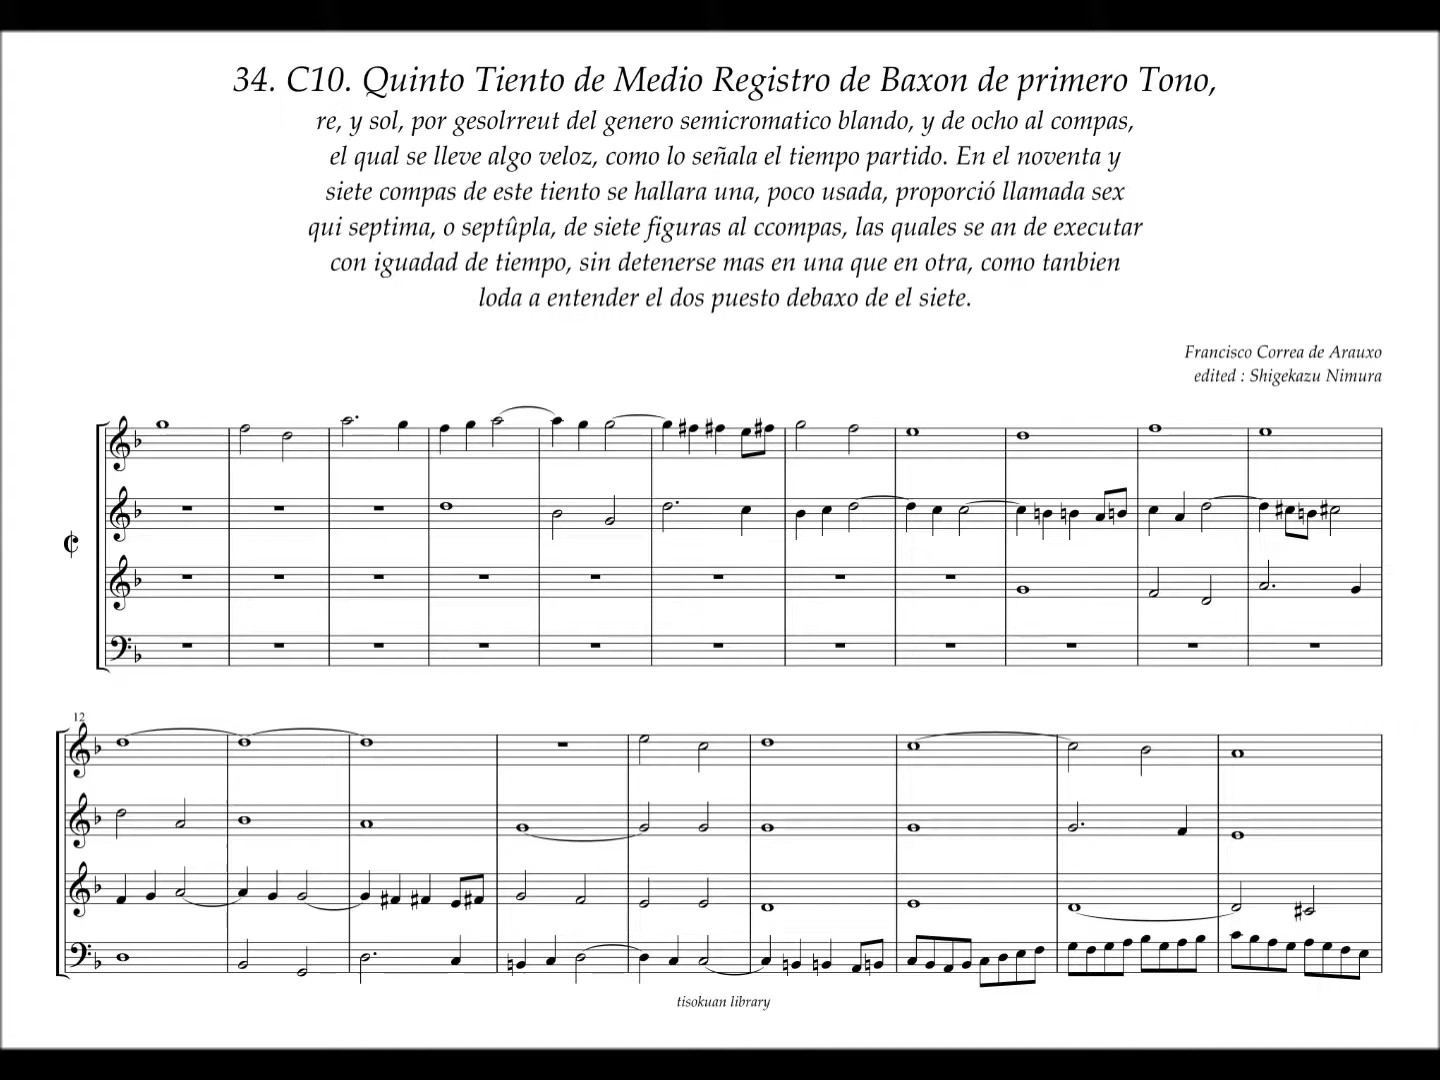 34. C10. Quinto Tiento de Medio Registro de Baxon de primero Tono,
re, y sol, por gesolrreut del genero semicromatico blando, y de ocho al compas,
el qual se lleve algo veloz, como lo señala el tiempo partido. En el noventa y
siete compas de este tiento se hallara una, poco usada, proporció llamada sex
qui septima, o septûpla, de siete figuras al ccompas, las quales se an de executar
con iguadad de tiempo, sin detenerse mas en una que en otra, como tanbien
loda a entender el dos puesto debaxo de el siete.
Francisco Correa de Arauxo
edited : Shigekazu Nimura
12
tisokuan library